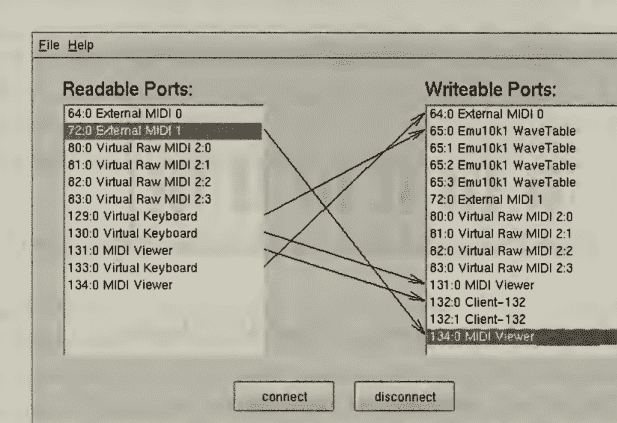 File Help
Readable Ports:
64:0 External MIDI 0
72:0 External MIDI 1
80:0 Virtual Raw MIDI 2:0
81:0 Virtual Raw MIDI 2:1
82:0 Virtual Raw MIDI 2:2
83:0 Virtual Raw MIDI 2:3
129:0 Virtual Keyboard
130:0 Virtual Keyboard
131:0 MIDI Viewer
133:0 Virtual Keyboard
134:0 MIDI Viewer
Writeable Ports:
64:0 External MIDI 0
65:0 Emu10k1 WaveTable
65:1 Emu10k1 WaveTable
65:2 Emu10k1 WaveTable
65:3 Emu10k1 WaveTable
72:0 External MIDI 1
80:0 Virtual Raw MIDI 2:0
81:0 Virtual Raw MIDI 2:1
82:0 Virtual Raw MIDI 2:2
83:0 Virtual Raw MIDI 2:3
131:0 MIDI Viewer
132:0 Client-132
132:1 Client-132
134:0 MIDI Viewer
connect disconnect